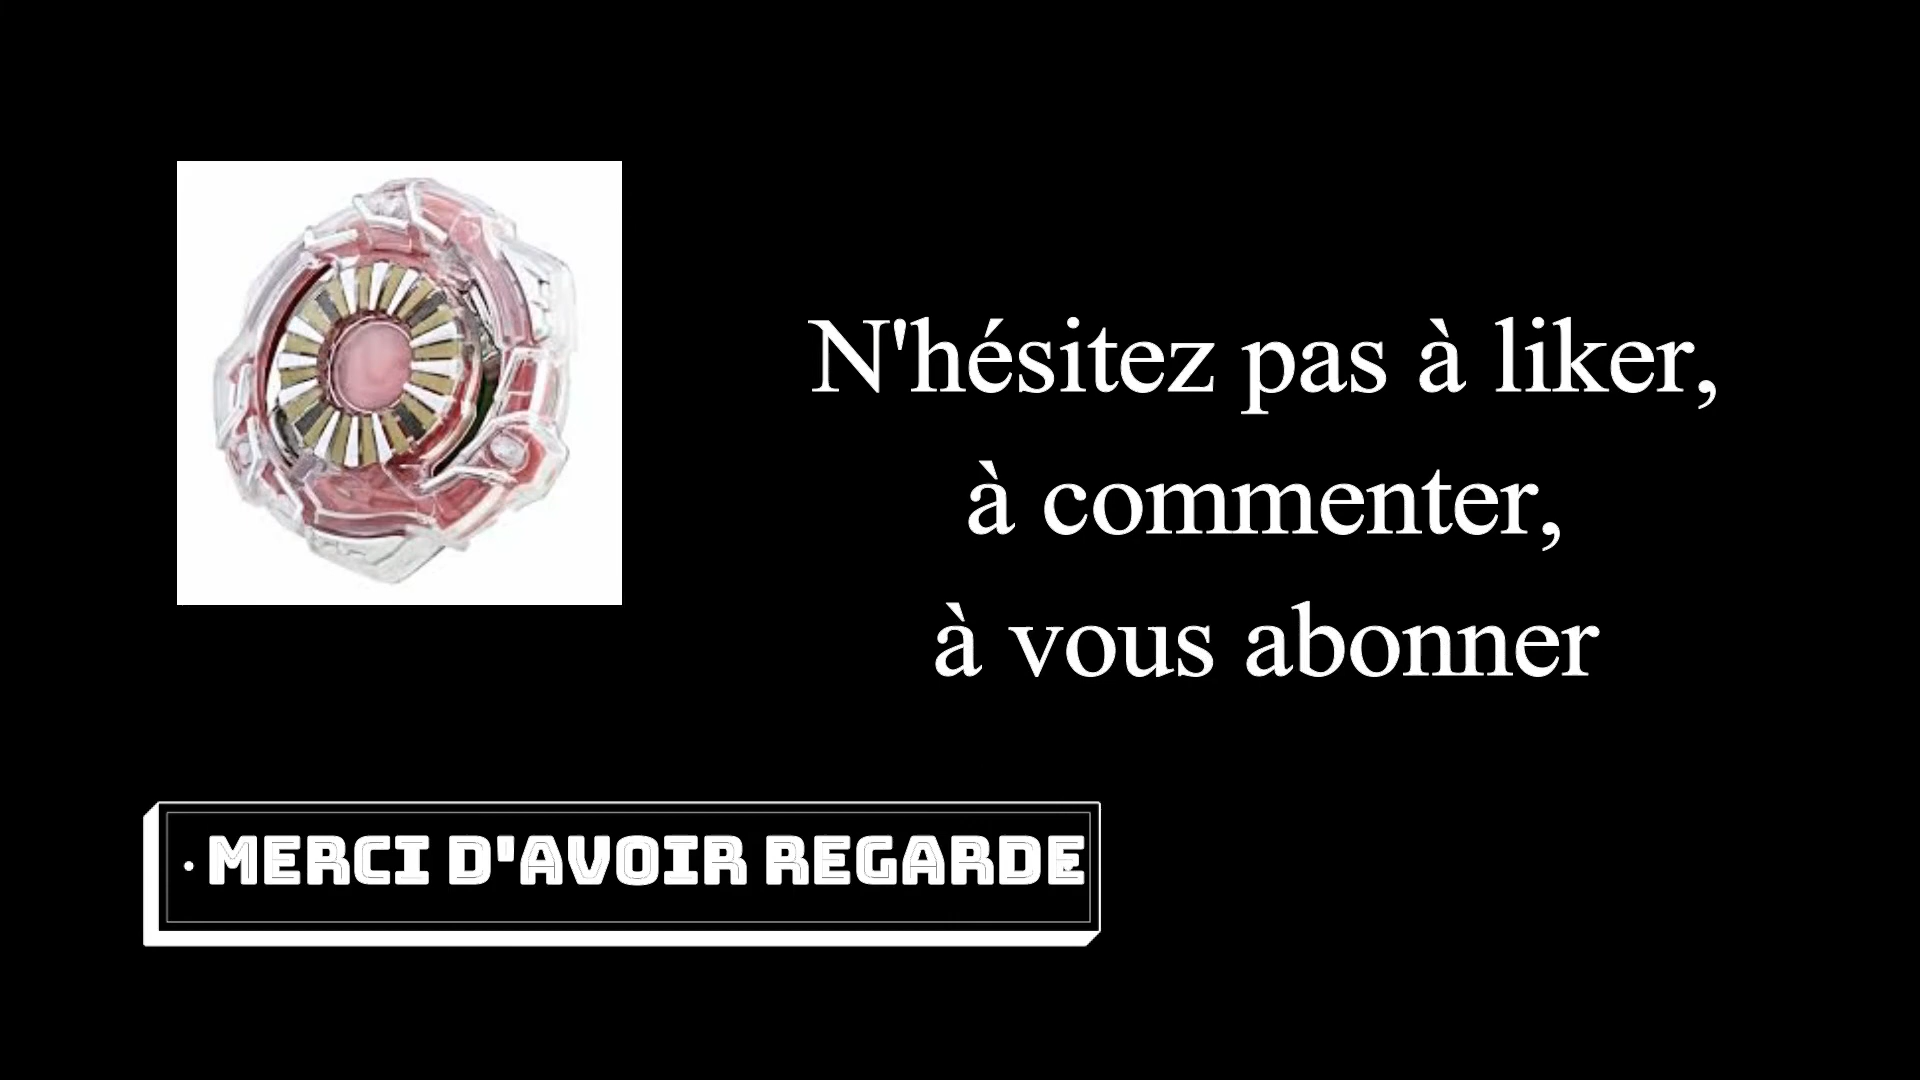 N'hésitez pas à liker,
à commenter,
à vous abonner
· MERCI D'AVOIR REGARDE